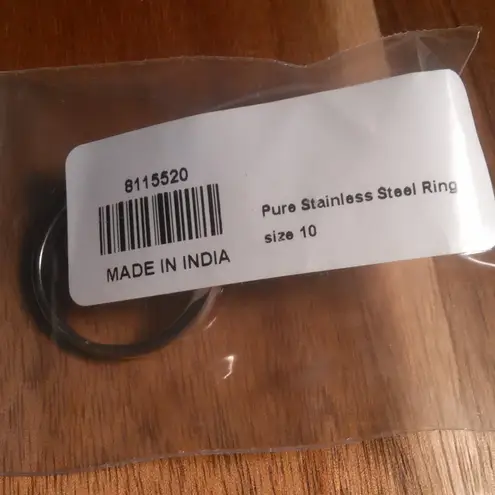 8115520
MADE IN INDIA
Pure Stainless Steel Ring
size 10